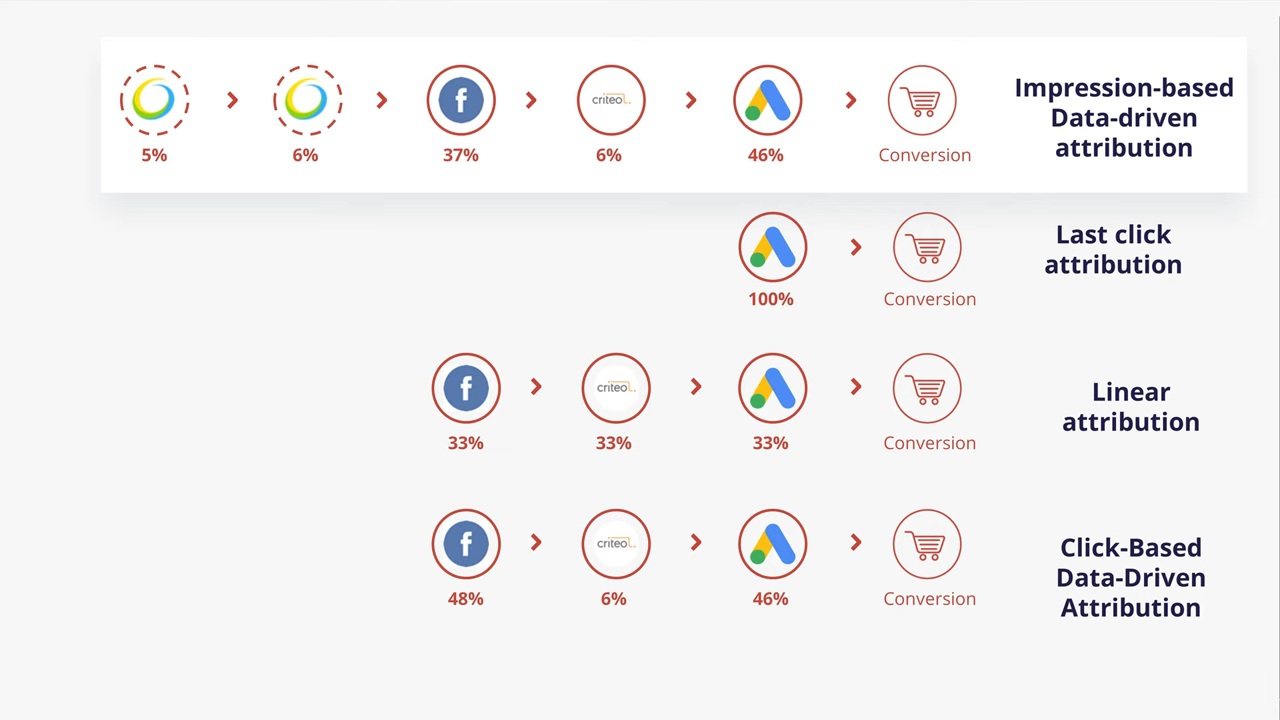 f
criteo
5%
6%
37%
6%
46%
Conversion
Impression-based
Data-driven
attribution
100%
Conversion
Last click
attribution
f
criteo
33%
33%
33%
Conversion
Linear
attribution
f
criteo
48%
6%
46%
Conversion
Click-Based
Data-Driven
Attribution